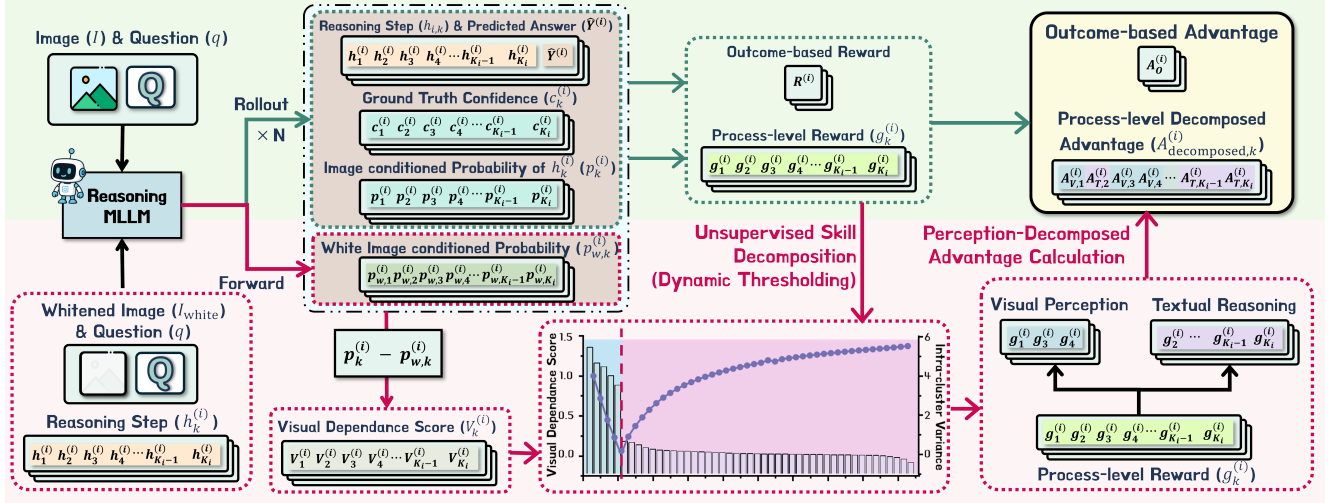 Image (I) & Question (q)
Q
Reasoning
MLLM
Rollout
× N
Forward
Whitened Image (I_white)
& Question (q)
Q
Reasoning Step (h_k^(i))
h_1^(i) h_2^(i) h_3^(i) h_4^(i) ⋯ h_{K_i−1}^(i) h_{K_i}^(i)
Reasoning Step (h_{i,k}) & Predicted Answer (Ŷ^(i))
h_1^(i) h_2^(i) h_3^(i) h_4^(i) ⋯ h_{K_i−1}^(i) h_{K_i}^(i) Ŷ^(i)
Ground Truth Confidence (c_k^(i))
c_1^(i) c_2^(i) c_3^(i) c_4^(i) ⋯ c_{K_i−1}^(i) c_{K_i}^(i)
Image conditioned Probability of h_k^(i) (p_k^(i))
p_1^(i) p_2^(i) p_3^(i) p_4^(i) ⋯ p_{K_i−1}^(i) p_{K_i}^(i)
White Image conditioned Probability (p_{w,k}^(i))
p_{w,1}^(i) p_{w,2}^(i) p_{w,3}^(i) p_{w,4}^(i) ⋯ p_{w,K_i−1}^(i) p_{w,K_i}^(i)
p_k^(i) − p_{w,k}^(i)
Visual Dependance Score (V_k^(i))
V_1^(i) V_2^(i) V_3^(i) V_4^(i) ⋯ V_{K_i−1}^(i) V_{K_i}^(i)
Outcome-based Reward
R^(i)
Process-level Reward (g_k^(i))
g_1^(i) g_2^(i) g_3^(i) g_4^(i) ⋯ g_{K_i−1}^(i) g_{K_i}^(i)
Unsupervised Skill
Decomposition
(Dynamic Thresholding)
Visual Dependance Score
1.5
1.0
0.5
0.0
6
4
2
0
Intra-cluster Variance
Outcome-based Advantage
A_O^(i)
Process-level Decomposed
Advantage (A_{decomposed,k}^(i))
A_{V,1}^(i) A_{T,2}^(i) A_{V,3}^(i) A_{V,4}^(i) ⋯ A_{T,K_i−1}^(i) A_{T,K_i}^(i)
Perception-Decomposed
Advantage Calculation
Visual Perception
g_1^(i) g_3^(i) g_4^(i)
Textual Reasoning
g_2^(i) ⋯ g_{K_i−1}^(i) g_{K_i}^(i)
g_1^(i) g_2^(i) g_3^(i) g_4^(i) ⋯ g_{K_i−1}^(i) g_{K_i}^(i)
Process-level Reward (g_k^(i))